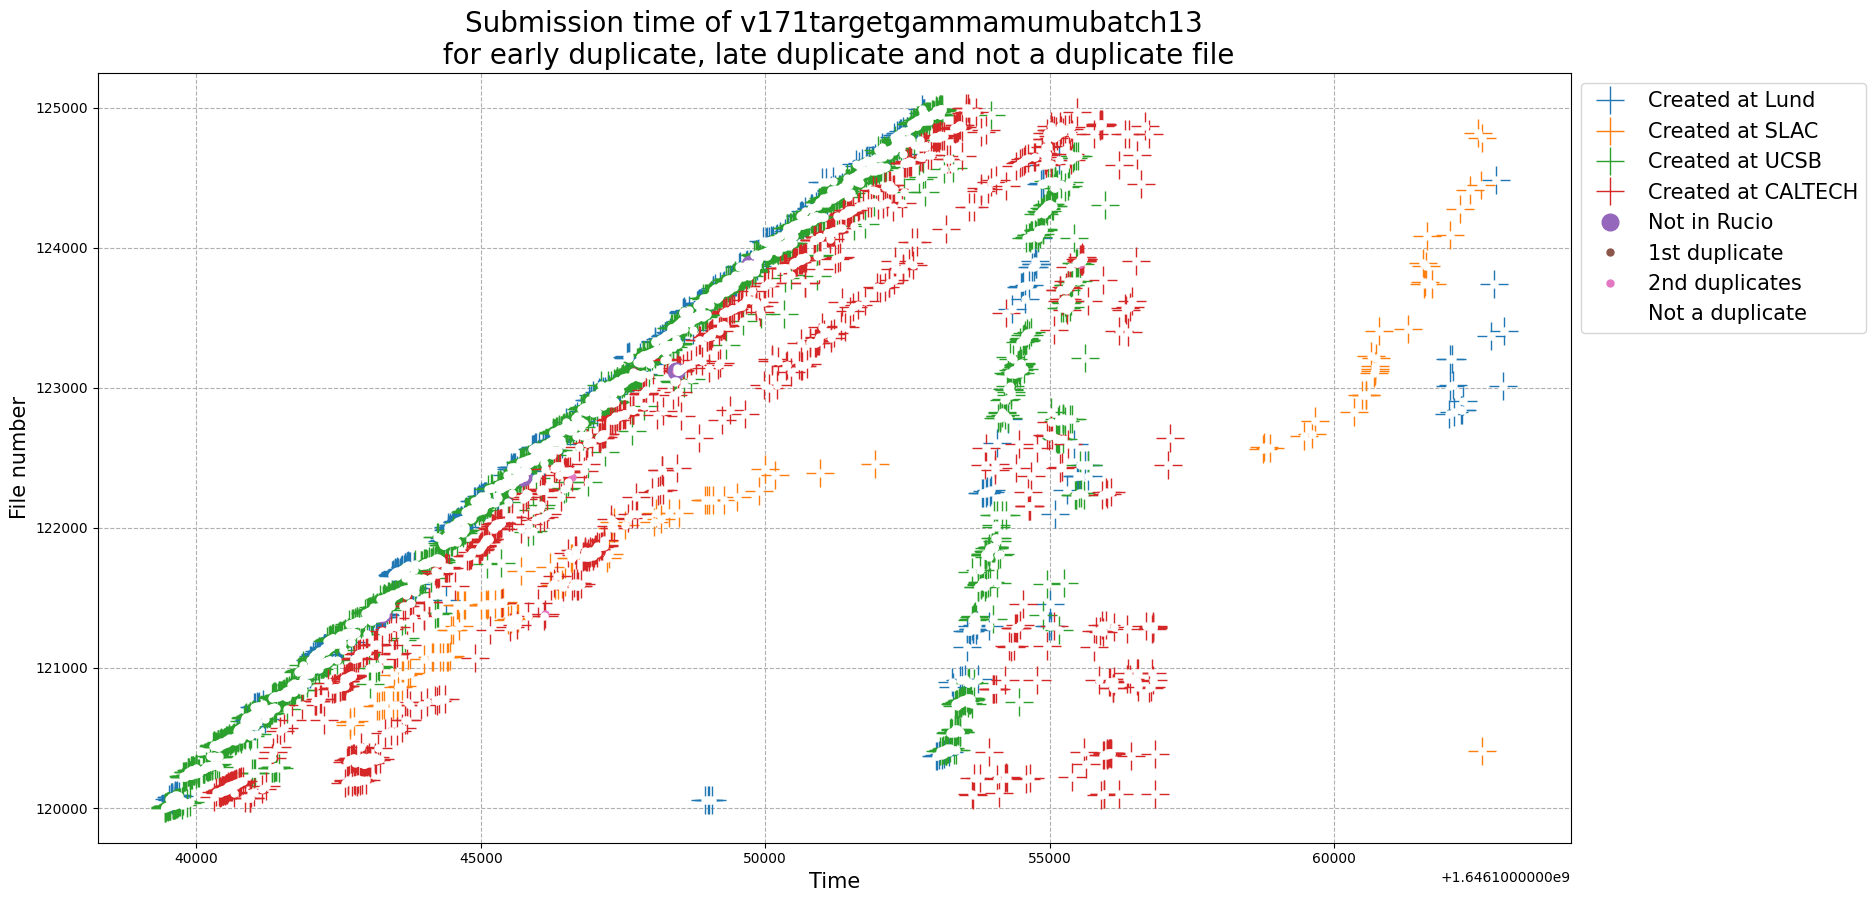 Submission time of v171targetgammamumubatch13
for early duplicate, late duplicate and not a duplicate file
File number
125000
124000
123000
122000
121000
120000
40000
45000
50000
55000
60000
+1.6461000000e9
Time
Created at Lund
Created at SLAC
Created at UCSB
Created at CALTECH
Not in Rucio
1st duplicate
2nd duplicates
Not a duplicate